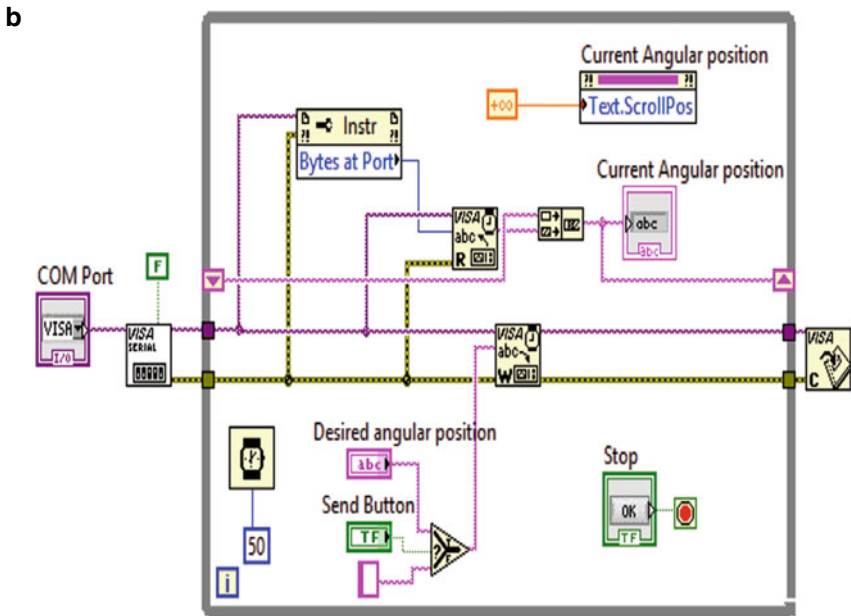 b
Current Angular position
+∞
Text.ScrollPos
Instr
Bytes at Port
Current Angular position
VISA
abc
R
abc
abc
COM Port
F
VISA
I/O
VISA
SERIAL
VISA
abc
W
VISA
C
Desired angular position
abc
Stop
Send Button
OK
TF
TF
50
?
T
F
i